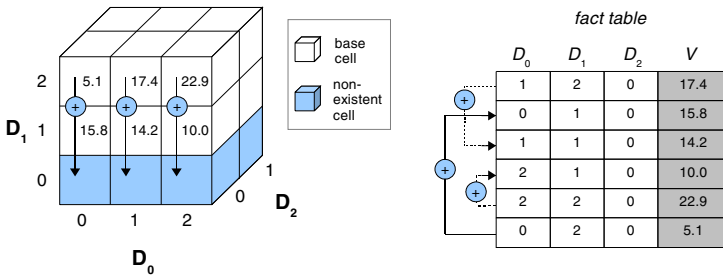 fact table
D0 D1 D2 V
1 2 0 17.4
0 1 0 15.8
1 1 0 14.2
2 1 0 10.0
2 2 0 22.9
0 2 0 5.1
base
cell
non-
existent
cell
2 5.1 17.4 22.9
+ + +
D1 1 15.8 14.2 10.0
0
1
0
D2
0 1 2
D0
+
+
+